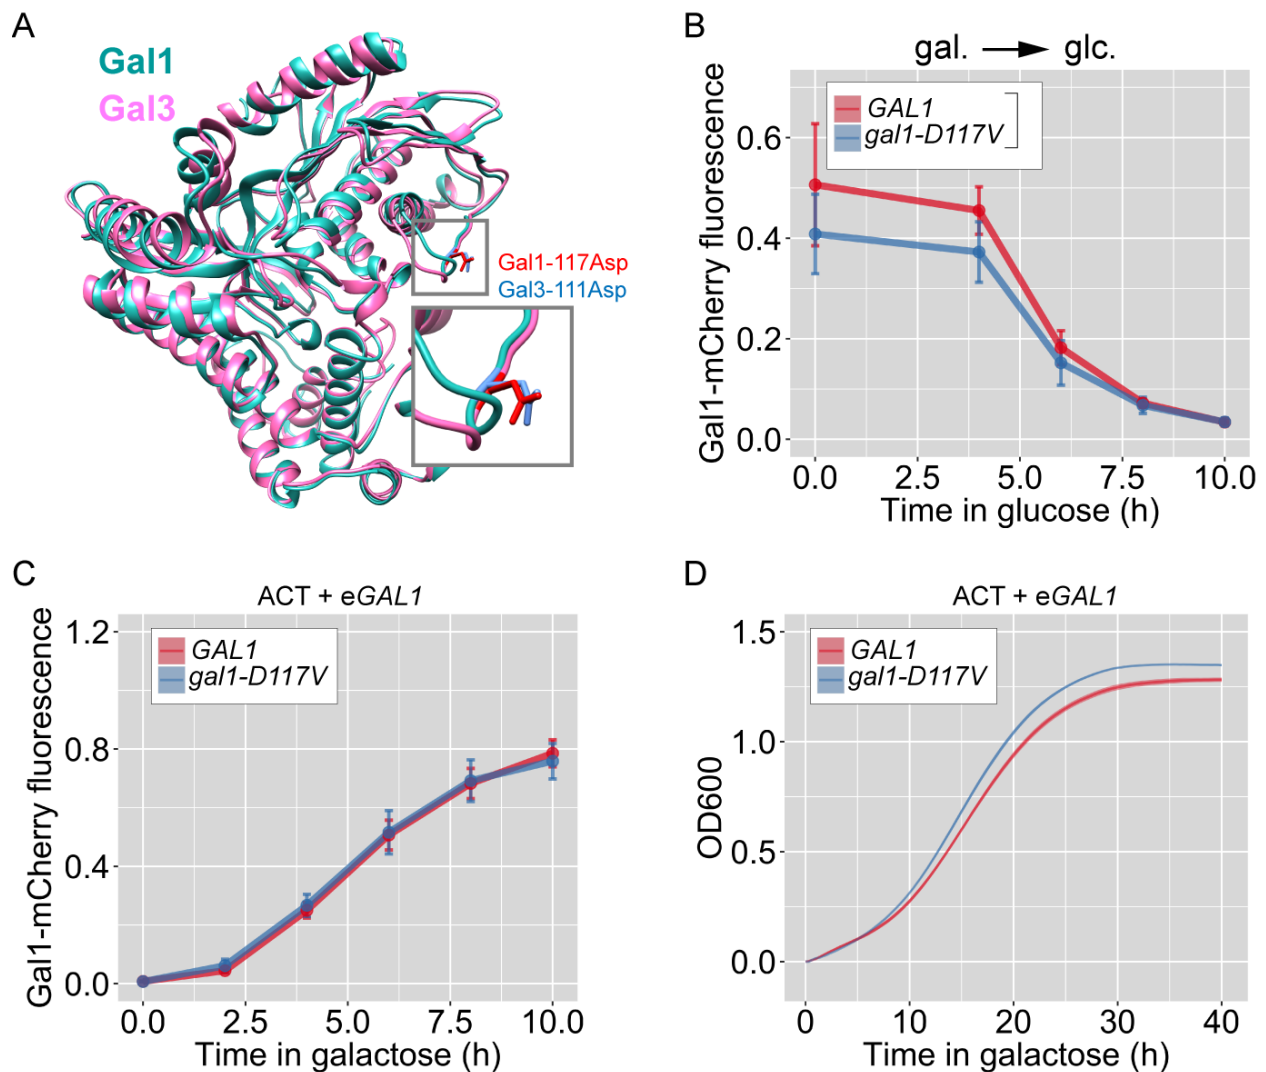 A
Gal1
Gal3
Gal1-117Asp
Gal3-111Asp
B
gal. → glc.
GAL1
gal1-D117V
Gal1-mCherry fluorescence
0.6
0.4
0.2
0.0
0.0 2.5 5.0 7.5 10.0
Time in glucose (h)
C
ACT + eGAL1
GAL1
gal1-D117V
Gal1-mCherry fluorescence
1.2
0.8
0.4
0.0
0.0 2.5 5.0 7.5 10.0
Time in galactose (h)
D
ACT + eGAL1
GAL1
gal1-D117V
OD600
1.5
1.0
0.5
0.0
0 10 20 30 40
Time in galactose (h)